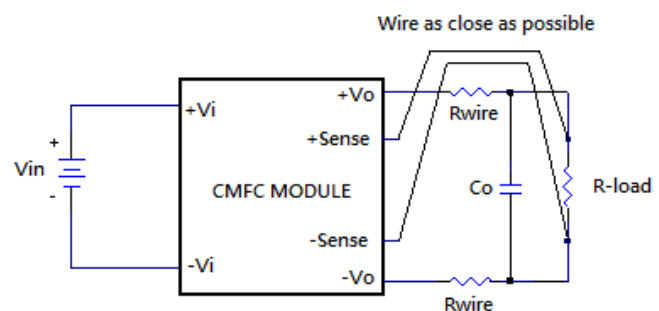 Wire as close as possible
+Vo
+Vi
Rwire
+Sense
+
Vin
-
CMFC MODULE
Co
R-load
-Sense
-Vi
-Vo
Rwire